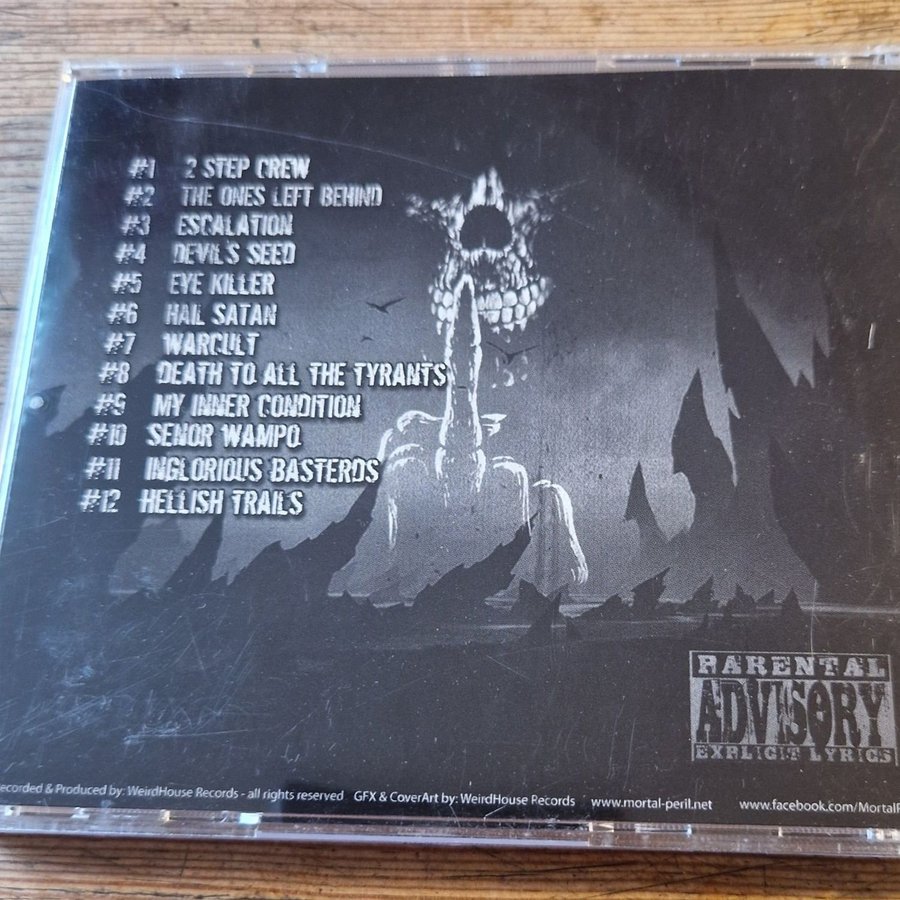 #1 2 STEP CREW
#2 THE ONES LEFT BEHIND
#3 ESCALATION
#4 DEVIL'S SEED
#5 EYE KILLER
#6 HAIL SATAN
#7 WARCULT
#8 DEATH TO ALL THE TYRANTS
#9 MY INNER CONDITION
#10 SENOR WAMPO
#11 INGLORIOUS BASTERDS
#12 HELLISH TRAILS
PARENTAL
ADVISORY
EXPLICIT LYRICS
ecorded & Produced by: WeirdHouse Records - all rights reserved GFX & CoverArt by: WeirdHouse Records www.mortal-peril.net www.facebook.com/MortalP